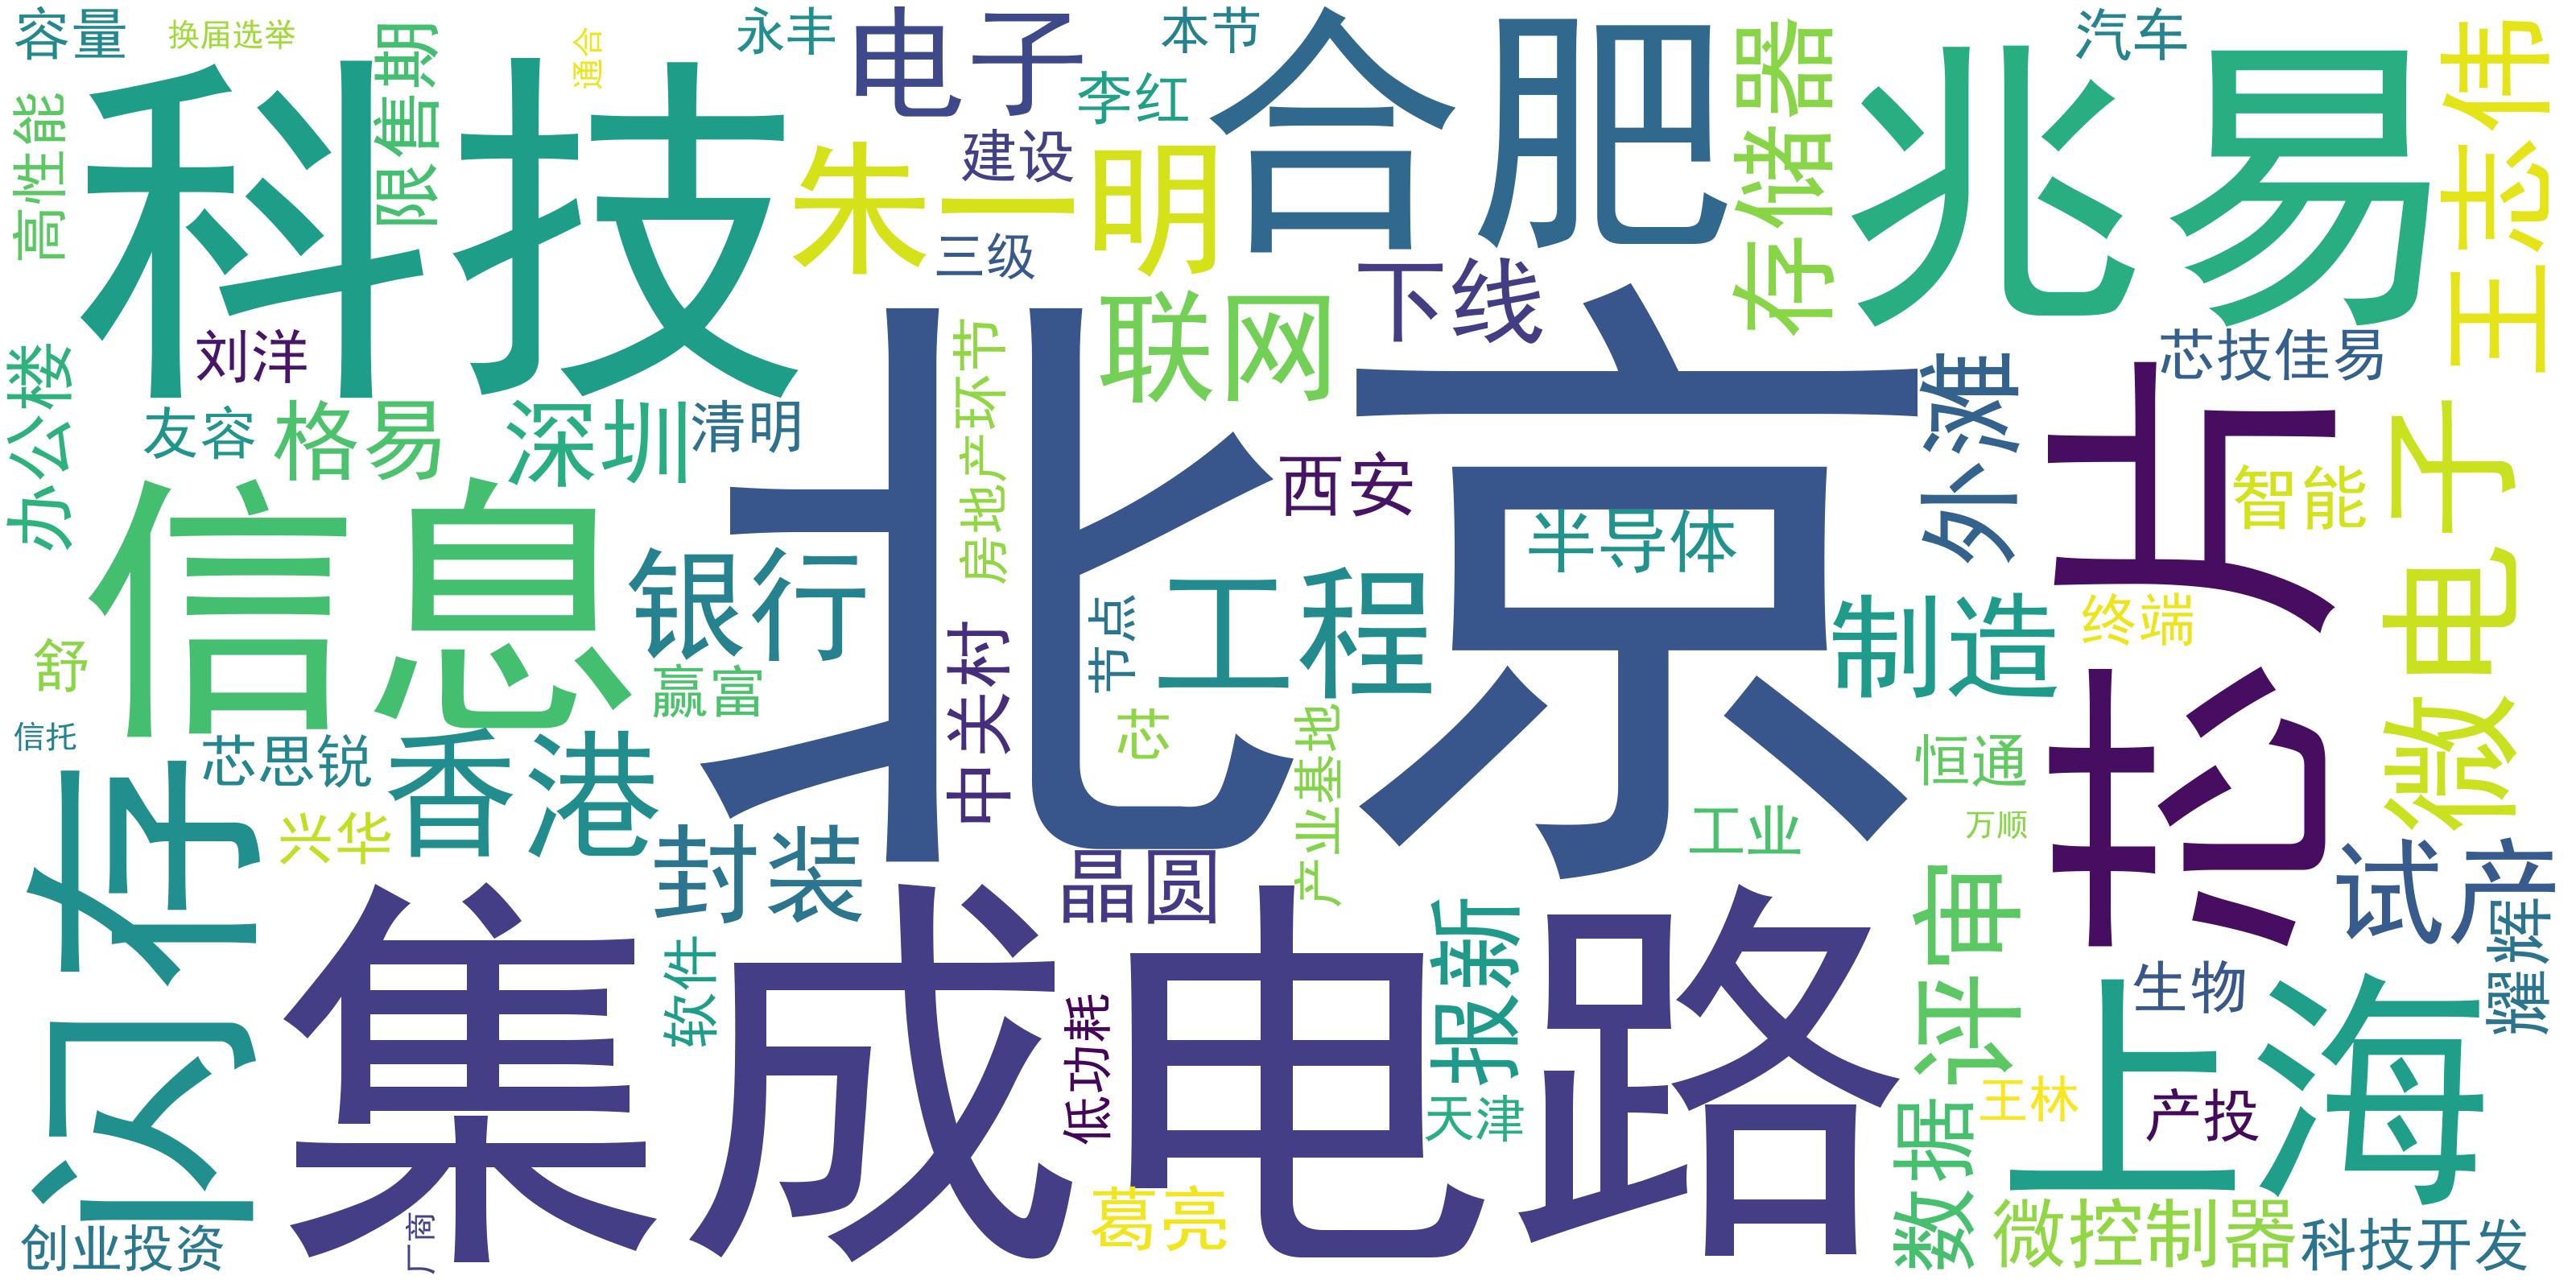 容量
换届选举
限售期
通合
永丰
电子
本节
李红
合肥
存储器
兆易
汽车
王志伟
高性能
科技
朱一明
建设
三级
下线
联网
刘洋
办公楼
友容
格易
深圳
清明
房地产环节
北京
西安
半导体
外滩
芯技佳易
芯片
智能
微电子
信息
银行
工程
节点
制造
终端
舒
赢富
中关村
芯
产业基地
恒通
信托
芯思锐
香港
闪存
兴华
封装
晶圆
工业
万顺
试产
评审
集成电路
软件
低功耗
报新
天津
生物
耀辉
上海
王林
产投
数据
葛亮
微控制器
科技开发
创业投资
厂商